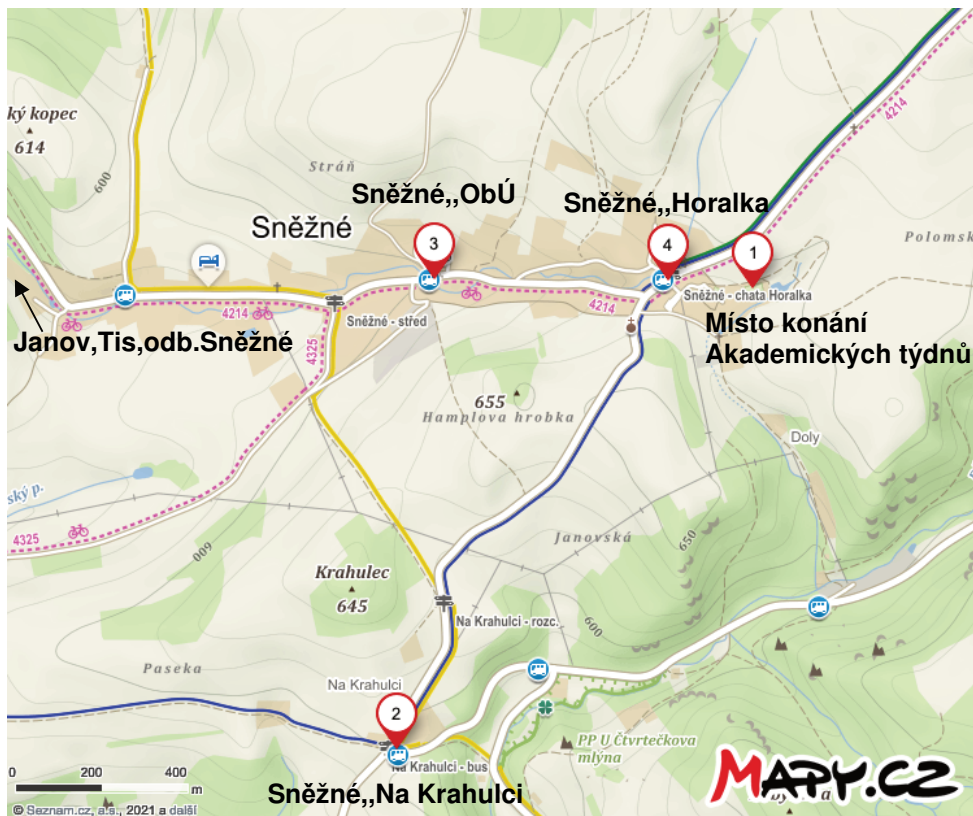 ký kopec
614
600
Stráň
Sněžné,,ObÚ
Sněžné,,Horalka
Sněžné
3
4
1
Polomsk
4214
Sněžné - chata Horalka
4214
4214
Sněžné - střed
Janov,Tis,odb.Sněžné
Místo konání
Akademických týdnů
4325
655
Hamplova hrobka
Doly
ský p.
4325
600
Janovská
650
Krahulec
645
Na Krahulci - rozc.
600
Paseka
Na Krahulci
2
PP U Čtvrtečkova
mlýna
Na Krahulci - bus
Sněžné,,Na Krahulci
MAPY.CZ
0 200 400
m
© Seznam.cz, a.s., 2021 a další